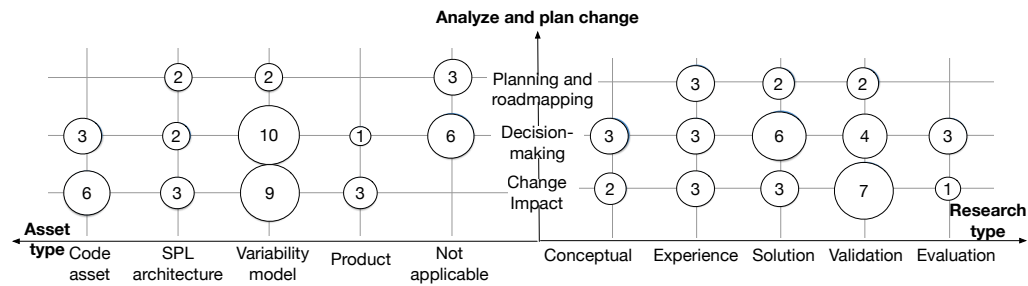 Analyze and plan change
2 2 3 Planning and 3 2 2
roadmapping
3 2 10 1 6 Decision- 3 3 6 4 3
making
6 3 9 3 Change 2 3 3 7 1
Impact
Asset
type
Research
type
Code
asset
SPL
architecture
Variability
model
Product
Not
applicable
Conceptual
Experience
Solution
Validation
Evaluation